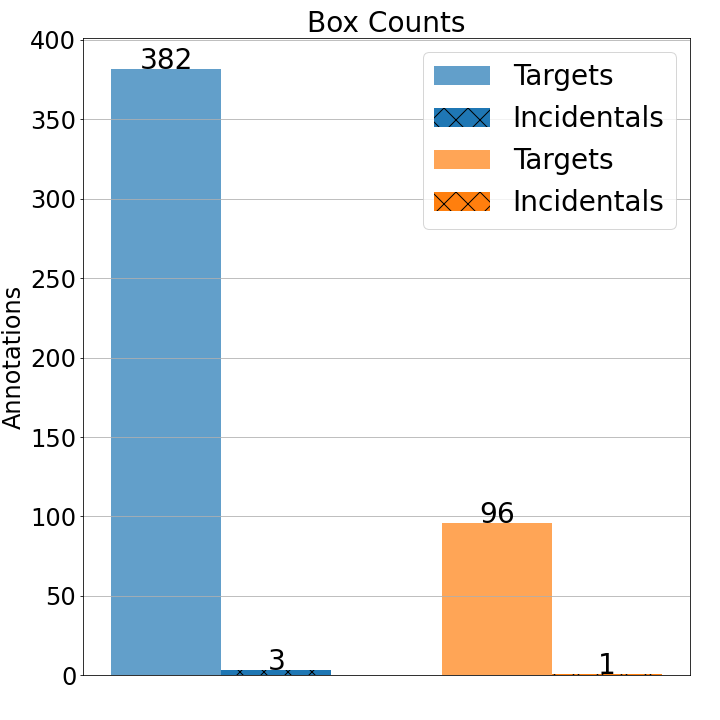 Box Counts
400
350
300
250
200
150
100
50
0
Annotations
382
3
96
1
Targets
Incidentals
Targets
Incidentals